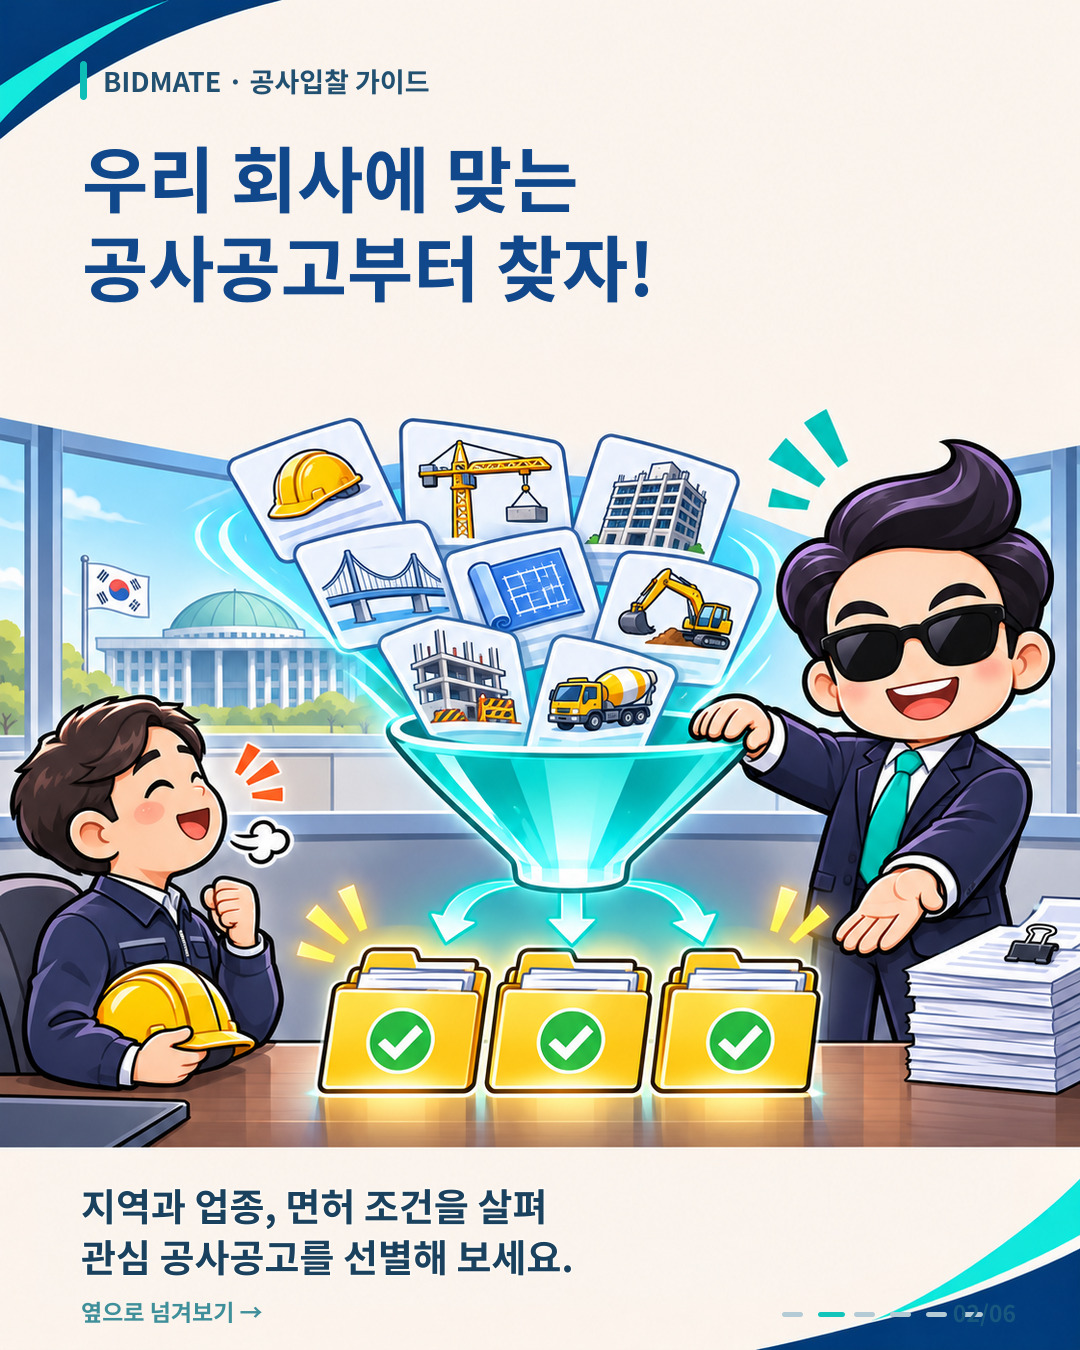 BIDMATE · 공사입찰 가이드
우리 회사에 맞는
공사공고부터 찾자!
지역과 업종, 면허 조건을 살펴
관심 공사공고를 선별해 보세요.
옆으로 넘겨보기 →
02/06